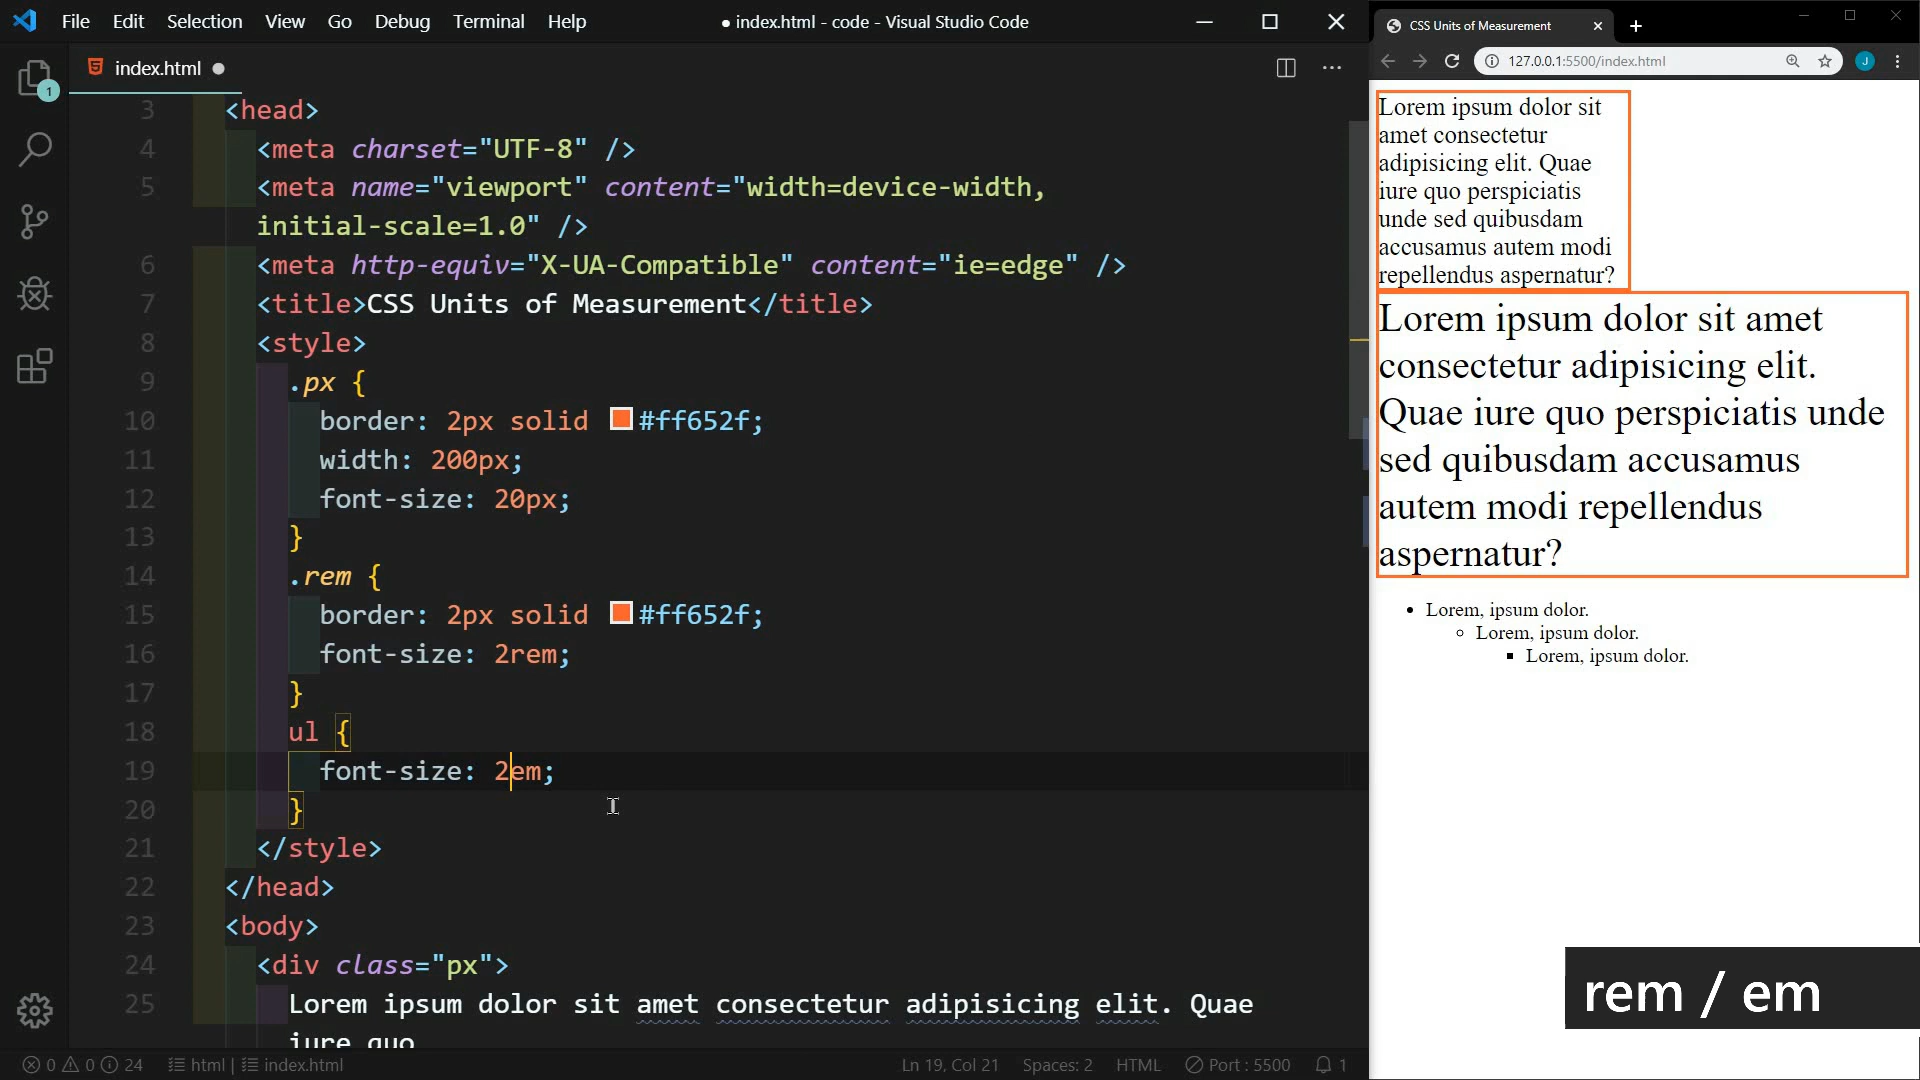 File Edit Selection View Go Debug Terminal Help
● index.html - code - Visual Studio Code
index.html
1
3 <head>
4 <meta charset="UTF-8" />
5 <meta name="viewport" content="width=device-width,
initial-scale=1.0" />
6 <meta http-equiv="X-UA-Compatible" content="ie=edge" />
7 <title>CSS Units of Measurement</title>
8 <style>
9 .px {
10 border: 2px solid #ff652f;
11 width: 200px;
12 font-size: 20px;
13 }
14 .rem {
15 border: 2px solid #ff652f;
16 font-size: 2rem;
17 }
18 ul {
19 font-size: 2em;
20 }
21 </style>
22 </head>
23 <body>
24 <div class="px">
25 Lorem ipsum dolor sit amet consectetur adipisicing elit. Quae
iure quo
0 0 24 html | index.html Ln 19, Col 21 Spaces: 2 HTML Port : 5500 1
CSS Units of Measurement
127.0.0.1:5500/index.html
J
Lorem ipsum dolor sit
amet consectetur
adipisicing elit. Quae
iure quo perspiciatis
unde sed quibusdam
accusamus autem modi
repellendus aspernatur?
Lorem ipsum dolor sit amet
consectetur adipisicing elit.
Quae iure quo perspiciatis unde
sed quibusdam accusamus
autem modi repellendus
aspernatur?
• Lorem, ipsum dolor.
○ Lorem, ipsum dolor.
▪ Lorem, ipsum dolor.
rem / em